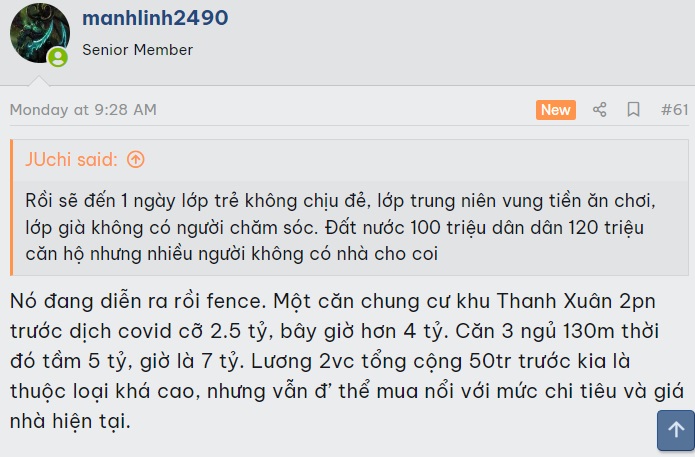 manhlinh2490
Senior Member
Monday at 9:28 AM
New
#61
JUchi said:
Rồi sẽ đến 1 ngày lớp trẻ không chịu đẻ, lớp trung niên vung tiền ăn chơi,
lớp già không có người chăm sóc. Đất nước 100 triệu dân dân 120 triệu
căn hộ nhưng nhiều người không có nhà cho coi
Nó đang diễn ra rồi fence. Một căn chung cư khu Thanh Xuân 2pn
trước dịch covid cỡ 2.5 tỷ, bây giờ hơn 4 tỷ. Căn 3 ngủ 130m thời
đó tầm 5 tỷ, giờ là 7 tỷ. Lương 2vc tổng cộng 50tr trước kia là
thuộc loại khá cao, nhưng vẫn đ’ thể mua nổi với mức chi tiêu và giá
nhà hiện tại.